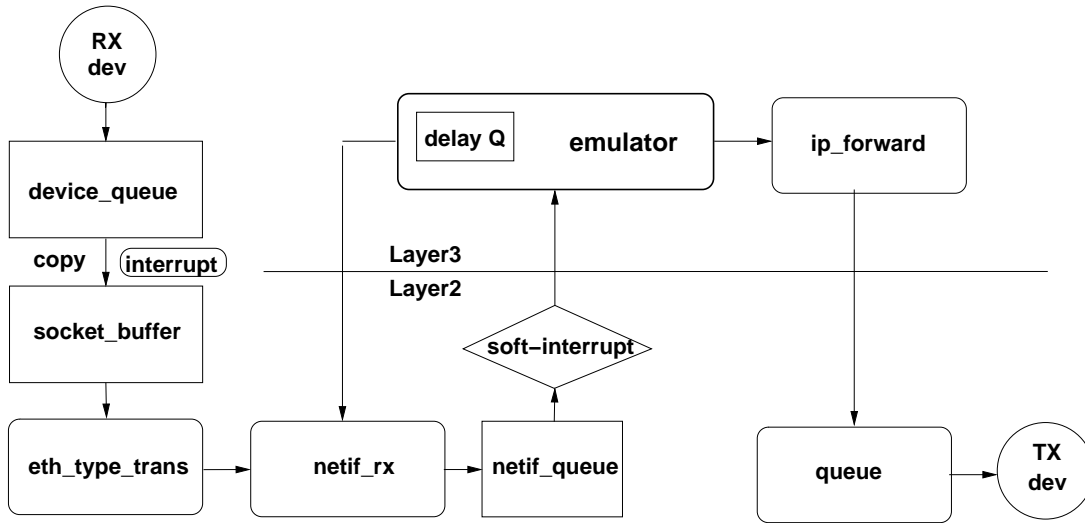 RX
dev
device_queue
copy
interrupt
socket_buffer
eth_type_trans
netif_rx
netif_queue
soft−interrupt
Layer3
Layer2
delay Q
emulator
ip_forward
queue
TX
dev